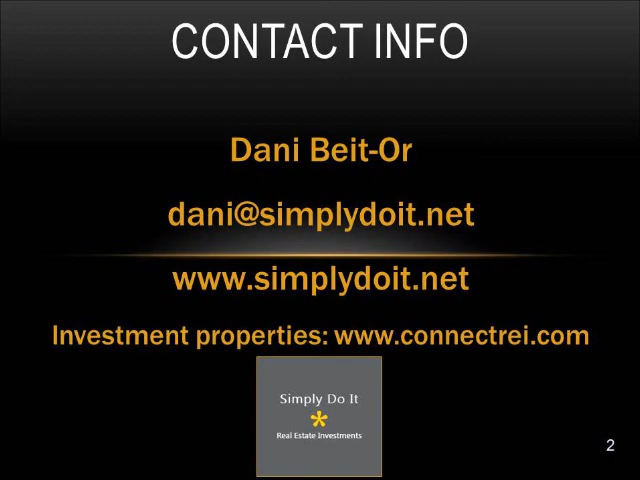 CONTACT INFO
Dani Beit-Or
dani@simplydoit.net
www.simplydoit.net
Investment properties: www.connectrei.com
Simply Do It
*
Real Estate Investments
2